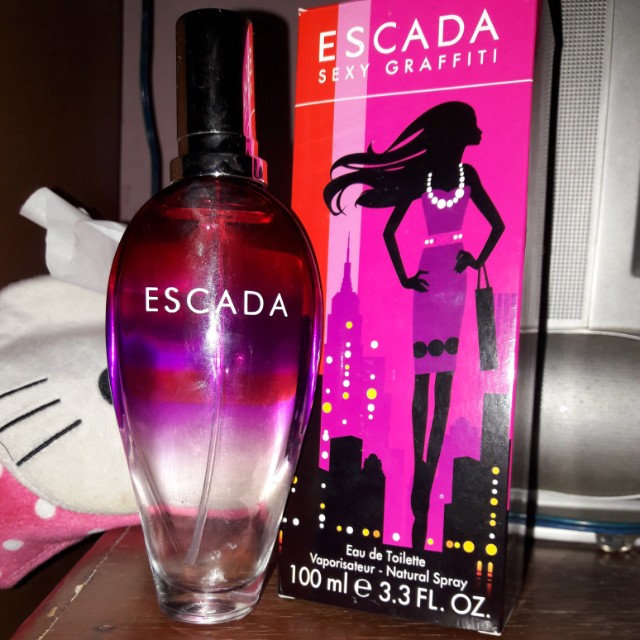 ESCADA
ESCADA
SEXY GRAFFITI
Eau de Toilette
Vaporisateur - Natural Spray
100 ml e 3.3 FL. OZ.